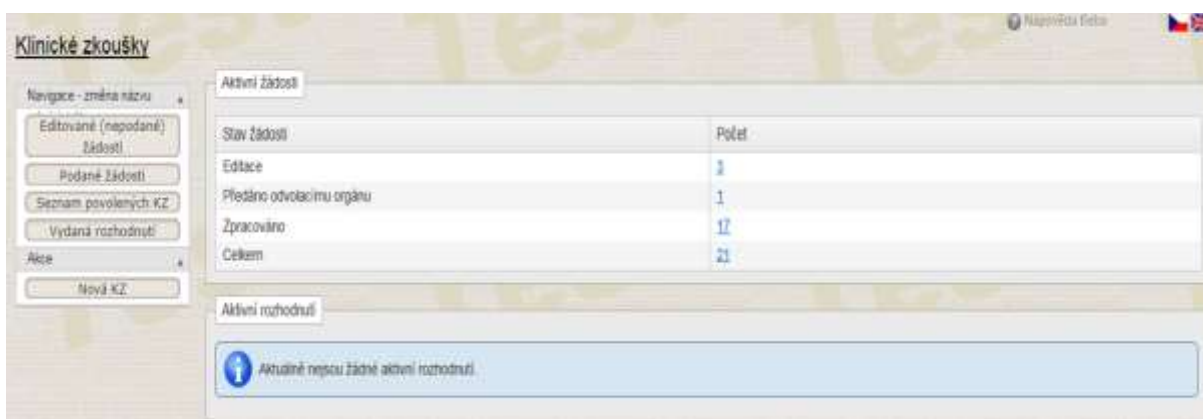 Nápověda
Klinické zkoušky
Navigace - změna názvu
Editované (nepodané)
žádosti
Podané žádosti
Seznam povolených KZ
Vydaná rozhodnutí
Akce
Nová KZ
Aktivní žádosti
Stav žádosti Počet
Editace 3
Předáno odvolacímu orgánu 1
Zpracováno 17
Celkem 21
Aktivní rozhodnutí
Aktuálně nejsou žádné aktivní rozhodnutí.